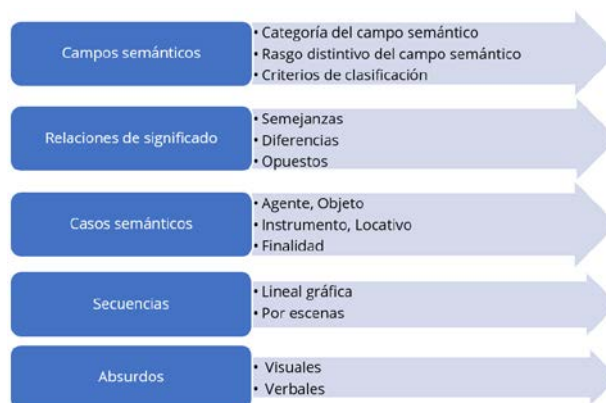 Campos semánticos
• Categoría del campo semántico
• Rasgo distintivo del campo semántico
• Criterios de clasificación
Relaciones de significado
• Semejanzas
• Diferencias
• Opuestos
Casos semánticos
• Agente, Objeto
• Instrumento, Locativo
• Finalidad
Secuencias
• Lineal gráfica
• Por escenas
Absurdos
• Visuales
• Verbales